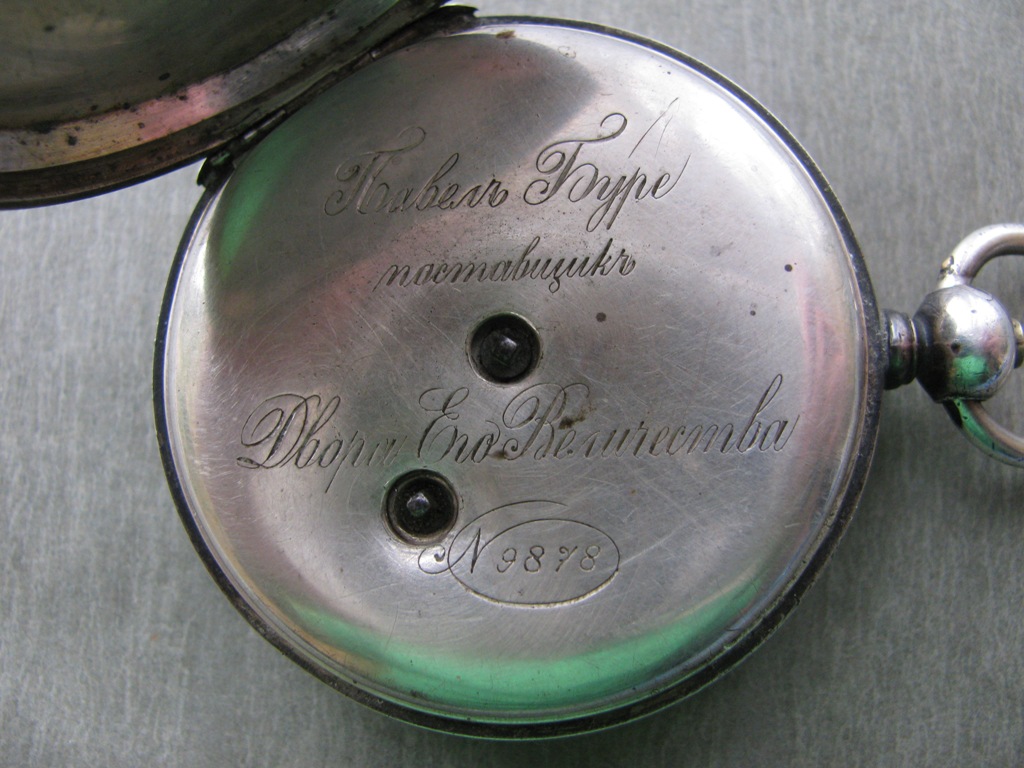 Павелъ Буре
поставщикъ
Двора Его Величества
N 9878